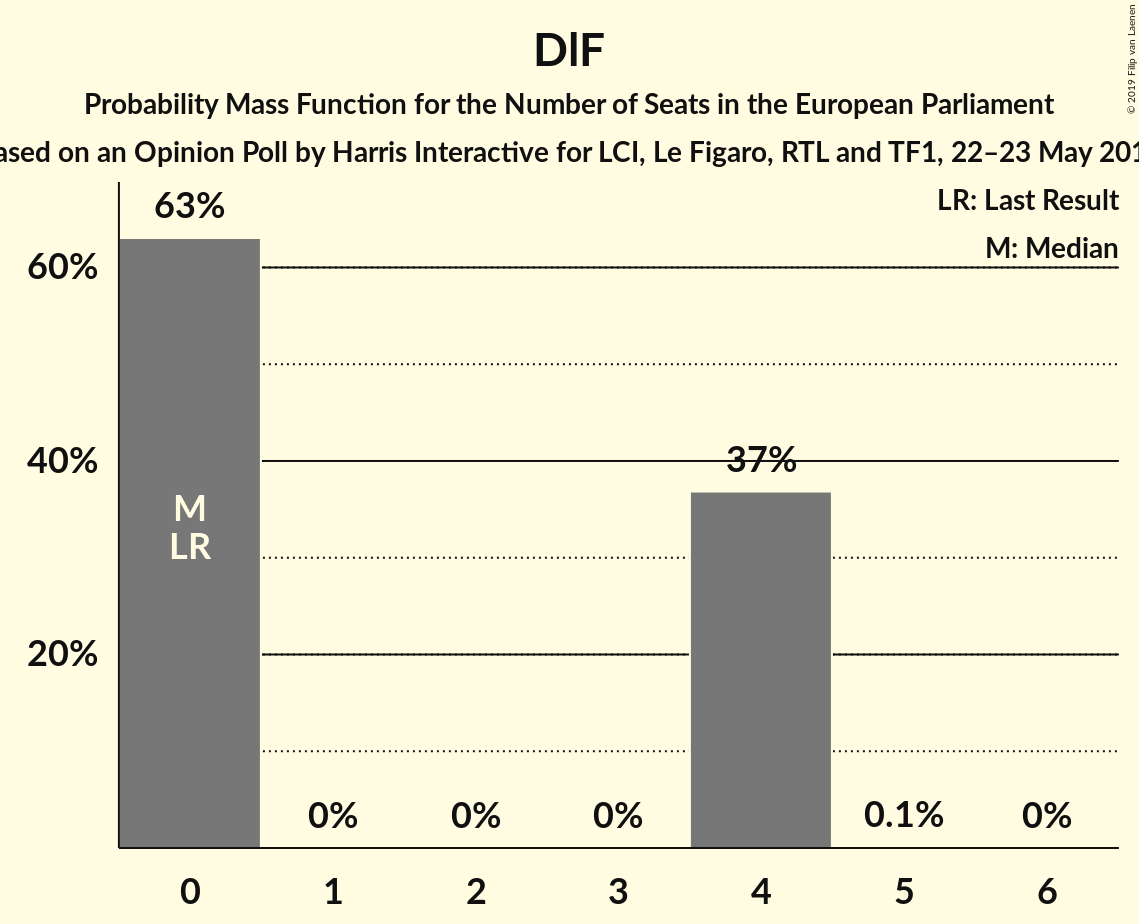 DlF
Probability Mass Function for the Number of Seats in the European Parliament
ased on an Opinion Poll by Harris Interactive for LCI, Le Figaro, RTL and TF1, 22–23 May 201
© 2019 Filip van Laenen
LR: Last Result
M: Median
63%
60%
40%
37%
M
LR
20%
0%
0%
0%
0.1%
0%
0
1
2
3
4
5
6